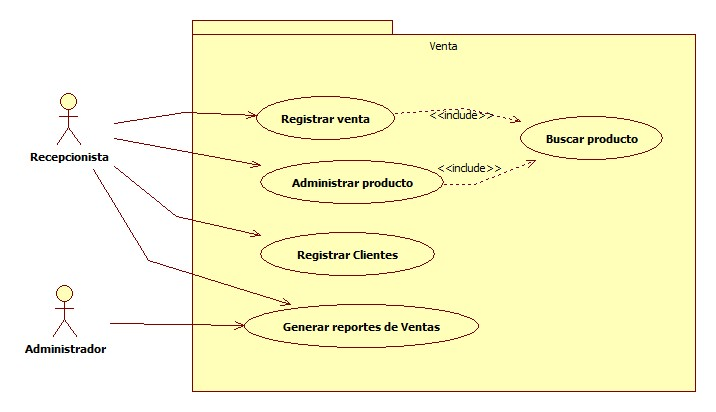 Venta
Registrar venta
<<include>>
Buscar producto
Recepcionista
<<include>>
Administrar producto
Registrar Clientes
Generar reportes de Ventas
Administrador